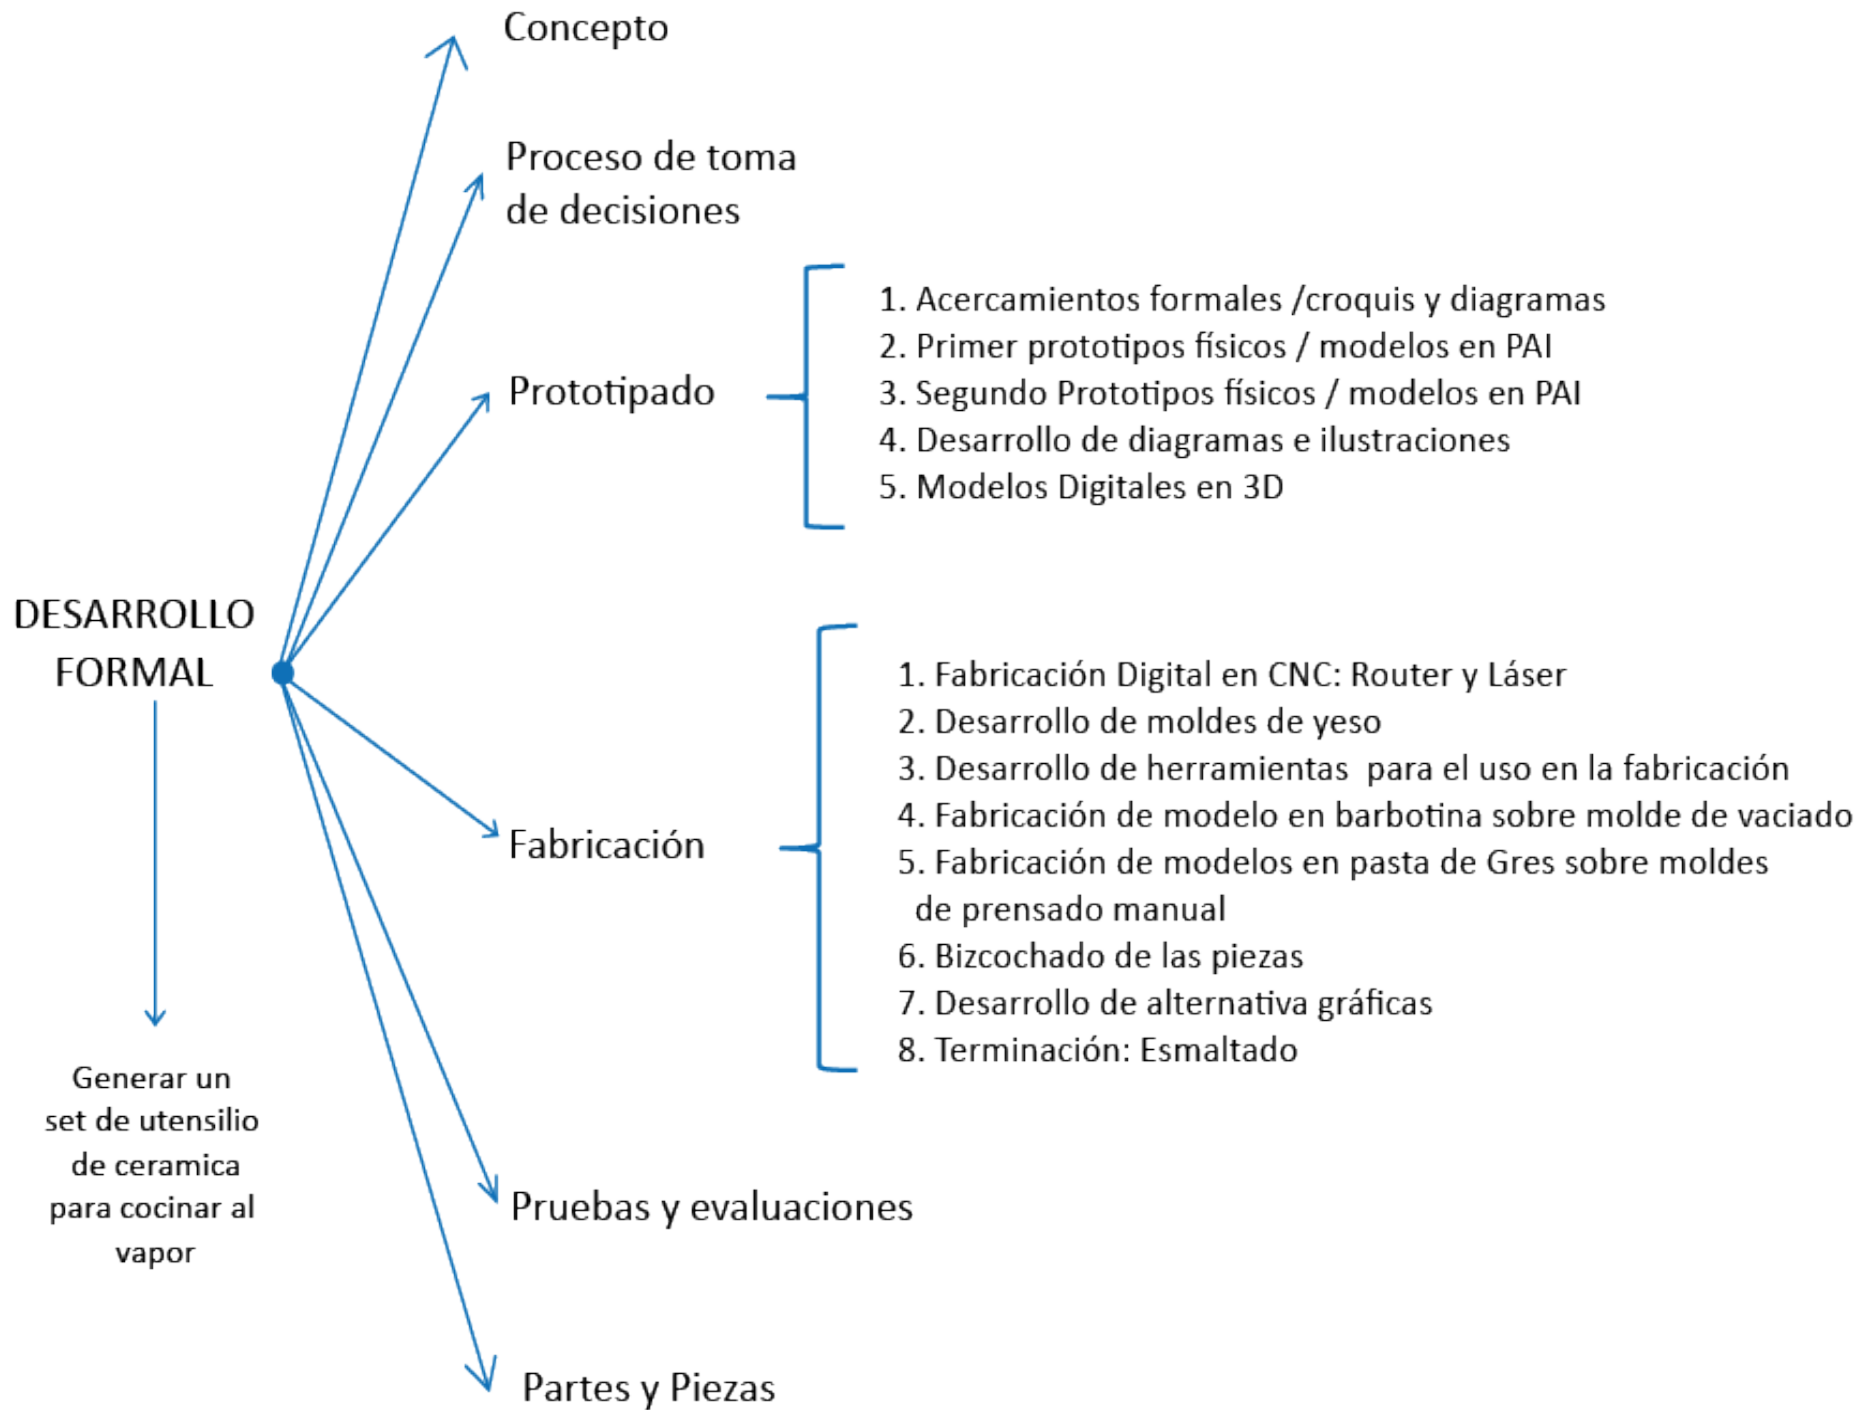 Concepto
Proceso de toma
de decisiones
Prototipado
1. Acercamientos formales /croquis y diagramas
2. Primer prototipos físicos / modelos en PAI
3. Segundo Prototipos físicos / modelos en PAI
4. Desarrollo de diagramas e ilustraciones
5. Modelos Digitales en 3D
DESARROLLO
FORMAL
Generar un
set de utensilio
de ceramica
para cocinar al
vapor
Fabricación
1. Fabricación Digital en CNC: Router y Láser
2. Desarrollo de moldes de yeso
3. Desarrollo de herramientas para el uso en la fabricación
4. Fabricación de modelo en barbotina sobre molde de vaciado
5. Fabricación de modelos en pasta de Gres sobre moldes
de prensado manual
6. Bizcochado de las piezas
7. Desarrollo de alternativa gráficas
8. Terminación: Esmaltado
Pruebas y evaluaciones
Partes y Piezas